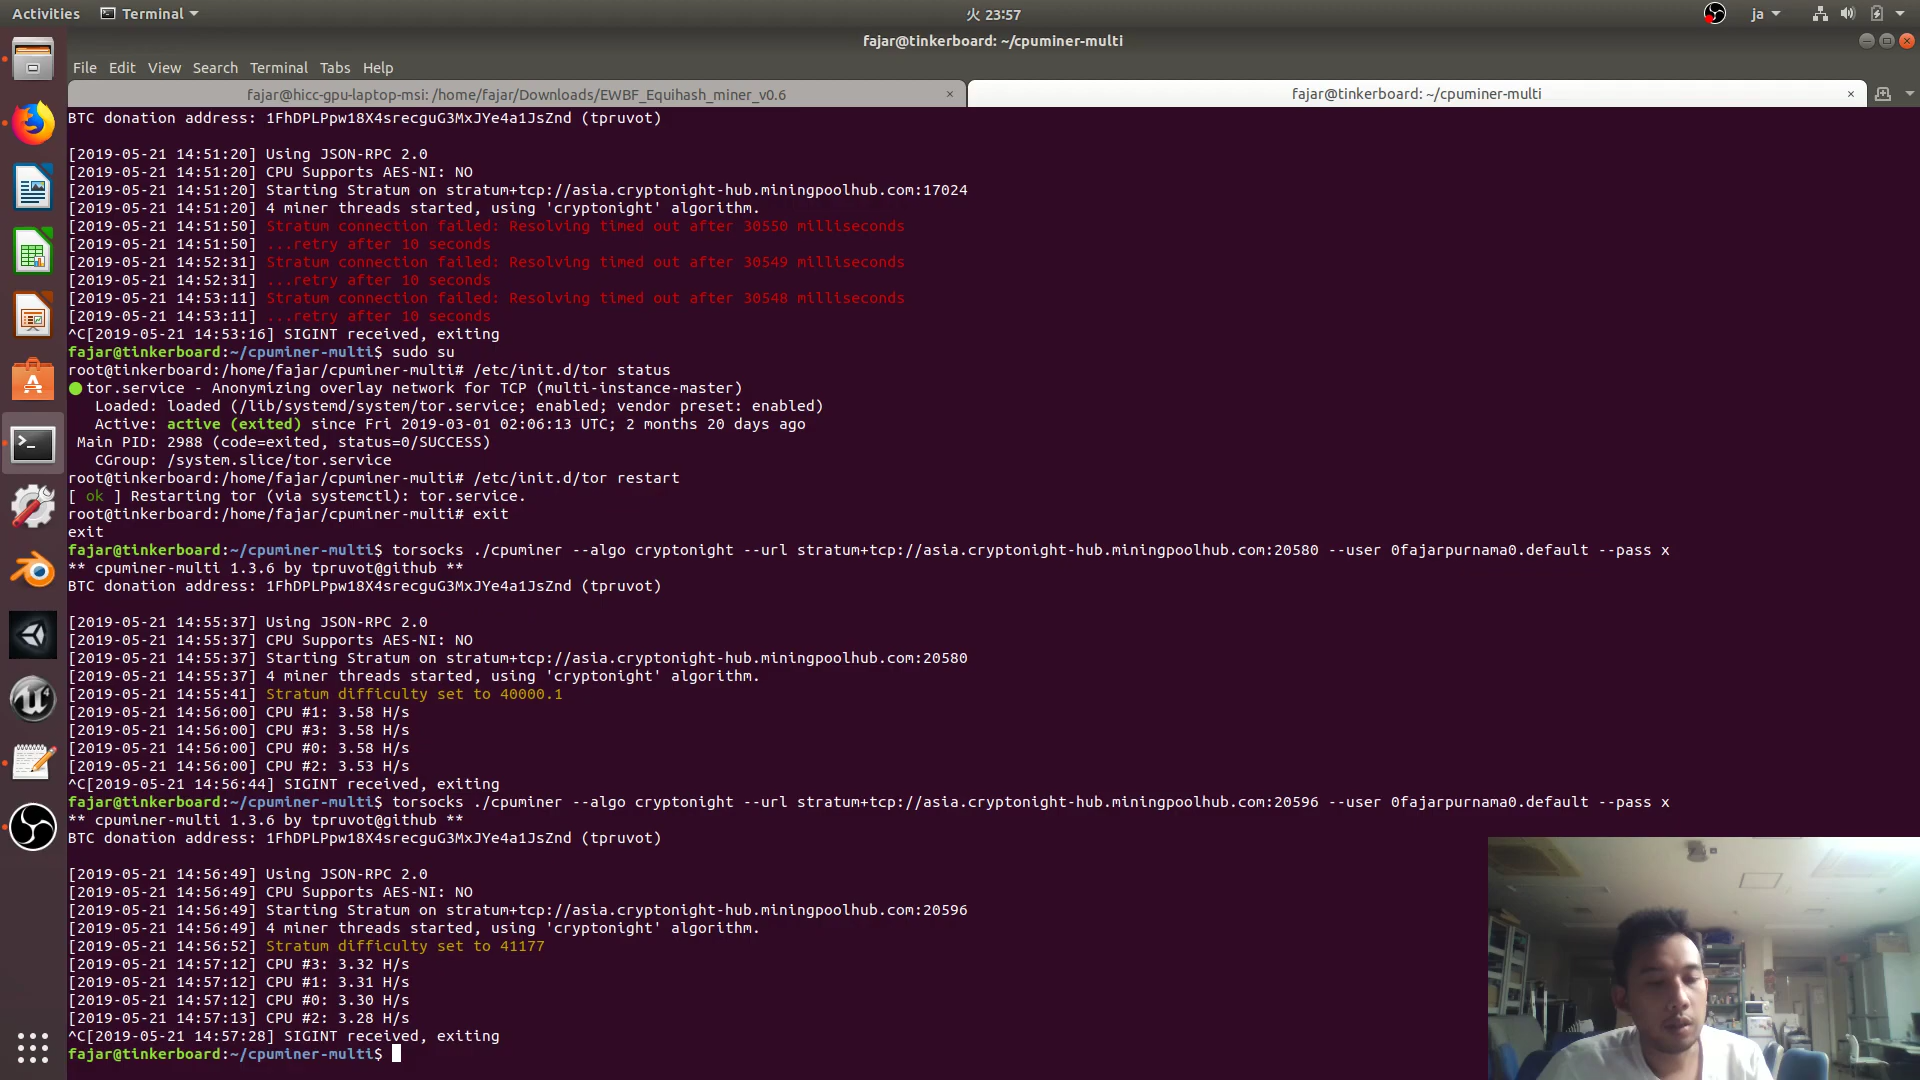 Activities Terminal 火 23:57 ja
fajar@tinkerboard: ~/cpuminer-multi
File Edit View Search Terminal Tabs Help
fajar@hicc-gpu-laptop-msi: /home/fajar/Downloads/EWBF_Equihash_miner_v0.6 × fajar@tinkerboard: ~/cpuminer-multi ×
BTC donation address: 1FhDPLPpw18X4srecguG3MxJYe4a1JsZnd (tpruvot)
[2019-05-21 14:51:20] Using JSON-RPC 2.0
[2019-05-21 14:51:20] CPU Supports AES-NI: NO
[2019-05-21 14:51:20] Starting Stratum on stratum+tcp://asia.cryptonight-hub.miningpoolhub.com:17024
[2019-05-21 14:51:20] 4 miner threads started, using 'cryptonight' algorithm.
[2019-05-21 14:51:50] Stratum connection failed: Resolving timed out after 30550 milliseconds
[2019-05-21 14:51:50] ...retry after 10 seconds
[2019-05-21 14:52:31] Stratum connection failed: Resolving timed out after 30549 milliseconds
[2019-05-21 14:52:31] ...retry after 10 seconds
[2019-05-21 14:53:11] Stratum connection failed: Resolving timed out after 30548 milliseconds
[2019-05-21 14:53:11] ...retry after 10 seconds
^C[2019-05-21 14:53:16] SIGINT received, exiting
fajar@tinkerboard:~/cpuminer-multi$ sudo su
root@tinkerboard:/home/fajar/cpuminer-multi# /etc/init.d/tor status
● tor.service - Anonymizing overlay network for TCP (multi-instance-master)
Loaded: loaded (/lib/systemd/system/tor.service; enabled; vendor preset: enabled)
Active: active (exited) since Fri 2019-03-01 02:06:13 UTC; 2 months 20 days ago
Main PID: 2988 (code=exited, status=0/SUCCESS)
CGroup: /system.slice/tor.service
root@tinkerboard:/home/fajar/cpuminer-multi# /etc/init.d/tor restart
[ ok ] Restarting tor (via systemctl): tor.service.
root@tinkerboard:/home/fajar/cpuminer-multi# exit
exit
fajar@tinkerboard:~/cpuminer-multi$ torsocks ./cpuminer --algo cryptonight --url stratum+tcp://asia.cryptonight-hub.miningpoolhub.com:20580 --user 0fajarpurnama0.default --pass x
** cpuminer-multi 1.3.6 by tpruvot@github **
BTC donation address: 1FhDPLPpw18X4srecguG3MxJYe4a1JsZnd (tpruvot)
[2019-05-21 14:55:37] Using JSON-RPC 2.0
[2019-05-21 14:55:37] CPU Supports AES-NI: NO
[2019-05-21 14:55:37] Starting Stratum on stratum+tcp://asia.cryptonight-hub.miningpoolhub.com:20580
[2019-05-21 14:55:37] 4 miner threads started, using 'cryptonight' algorithm.
[2019-05-21 14:55:41] Stratum difficulty set to 40000.1
[2019-05-21 14:56:00] CPU #1: 3.58 H/s
[2019-05-21 14:56:00] CPU #3: 3.58 H/s
[2019-05-21 14:56:00] CPU #0: 3.58 H/s
[2019-05-21 14:56:00] CPU #2: 3.53 H/s
^C[2019-05-21 14:56:44] SIGINT received, exiting
fajar@tinkerboard:~/cpuminer-multi$ torsocks ./cpuminer --algo cryptonight --url stratum+tcp://asia.cryptonight-hub.miningpoolhub.com:20596 --user 0fajarpurnama0.default --pass x
** cpuminer-multi 1.3.6 by tpruvot@github **
BTC donation address: 1FhDPLPpw18X4srecguG3MxJYe4a1JsZnd (tpruvot)
[2019-05-21 14:56:49] Using JSON-RPC 2.0
[2019-05-21 14:56:49] CPU Supports AES-NI: NO
[2019-05-21 14:56:49] Starting Stratum on stratum+tcp://asia.cryptonight-hub.miningpoolhub.com:20596
[2019-05-21 14:56:49] 4 miner threads started, using 'cryptonight' algorithm.
[2019-05-21 14:56:52] Stratum difficulty set to 41177
[2019-05-21 14:57:12] CPU #3: 3.32 H/s
[2019-05-21 14:57:12] CPU #1: 3.31 H/s
[2019-05-21 14:57:12] CPU #0: 3.30 H/s
[2019-05-21 14:57:13] CPU #2: 3.28 H/s
^C[2019-05-21 14:57:28] SIGINT received, exiting
fajar@tinkerboard:~/cpuminer-multi$